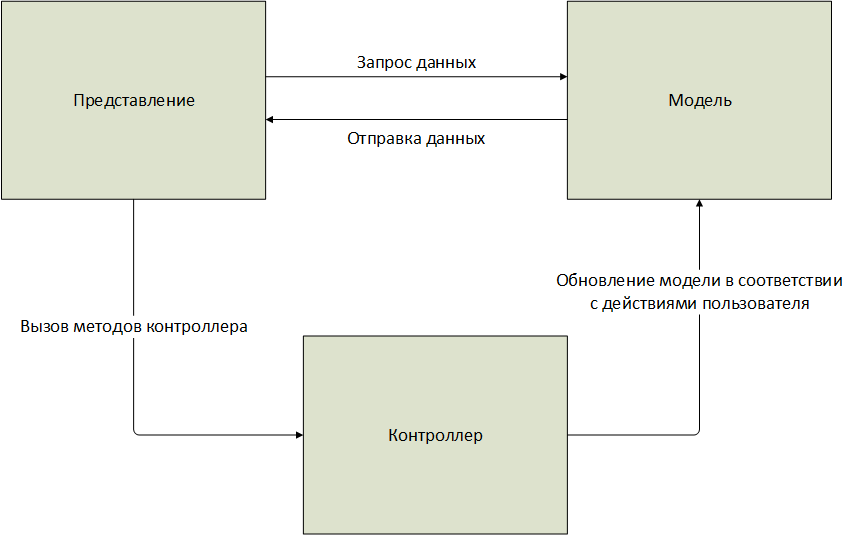 Запрос данных
Представление
Модель
Отправка данных
Обновление модели в соответствии
с действиями пользователя
Вызов методов контроллера
Контроллер